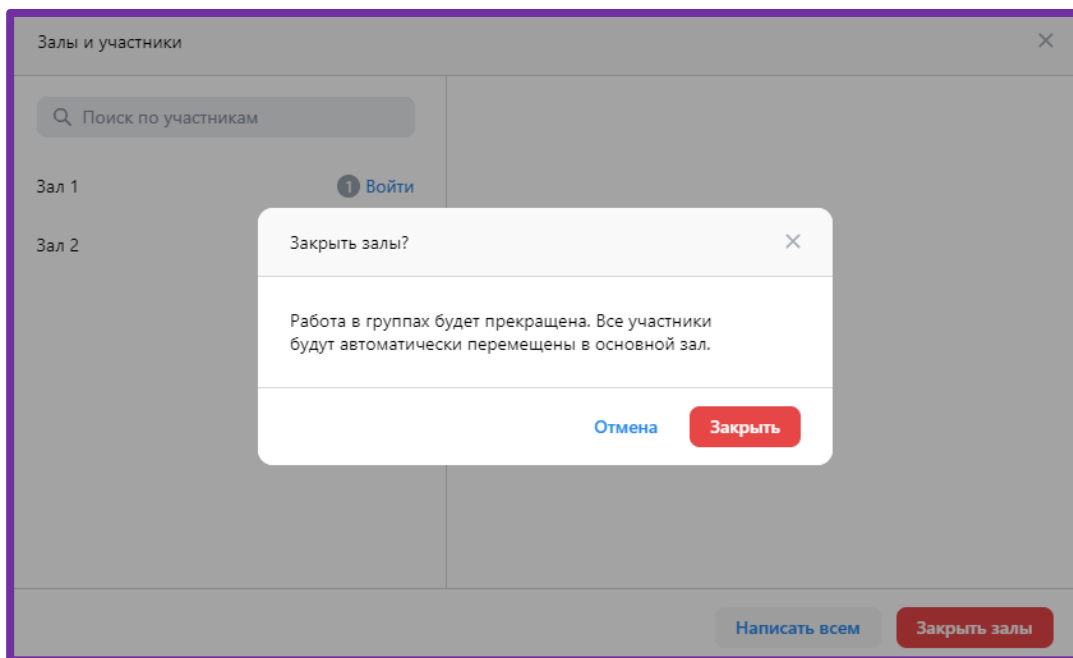 Залы и участники
Поиск по участникам
Зал 1
1 Войти
Зал 2
Закрыть залы?
Работа в группах будет прекращена. Все участники
будут автоматически перемещены в основной зал.
Отмена
Закрыть
Написать всем
Закрыть залы